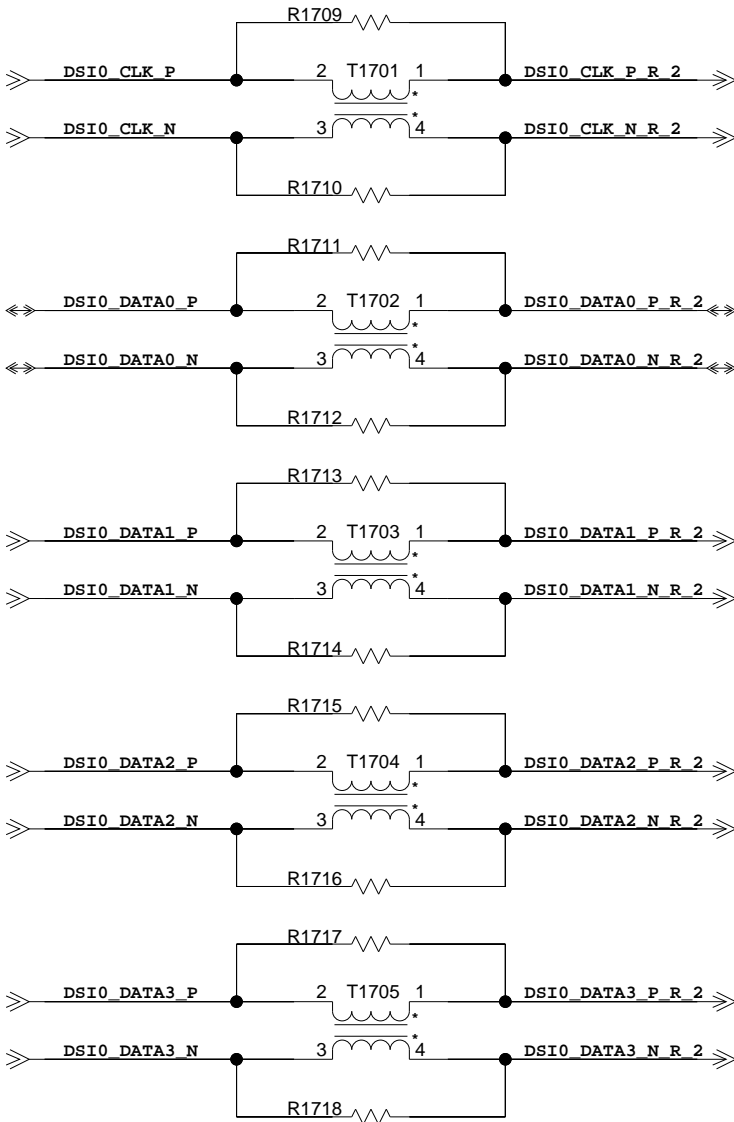 R1709
DSI0_CLK_P 2 T1701 1 DSI0_CLK_P_R_2
*
*
DSI0_CLK_N 3 4 DSI0_CLK_N_R_2
R1710
R1711
DSI0_DATA0_P 2 T1702 1 DSI0_DATA0_P_R_2
*
*
DSI0_DATA0_N 3 4 DSI0_DATA0_N_R_2
R1712
R1713
DSI0_DATA1_P 2 T1703 1 DSI0_DATA1_P_R_2
*
*
DSI0_DATA1_N 3 4 DSI0_DATA1_N_R_2
R1714
R1715
DSI0_DATA2_P 2 T1704 1 DSI0_DATA2_P_R_2
*
*
DSI0_DATA2_N 3 4 DSI0_DATA2_N_R_2
R1716
R1717
DSI0_DATA3_P 2 T1705 1 DSI0_DATA3_P_R_2
*
*
DSI0_DATA3_N 3 4 DSI0_DATA3_N_R_2
R1718